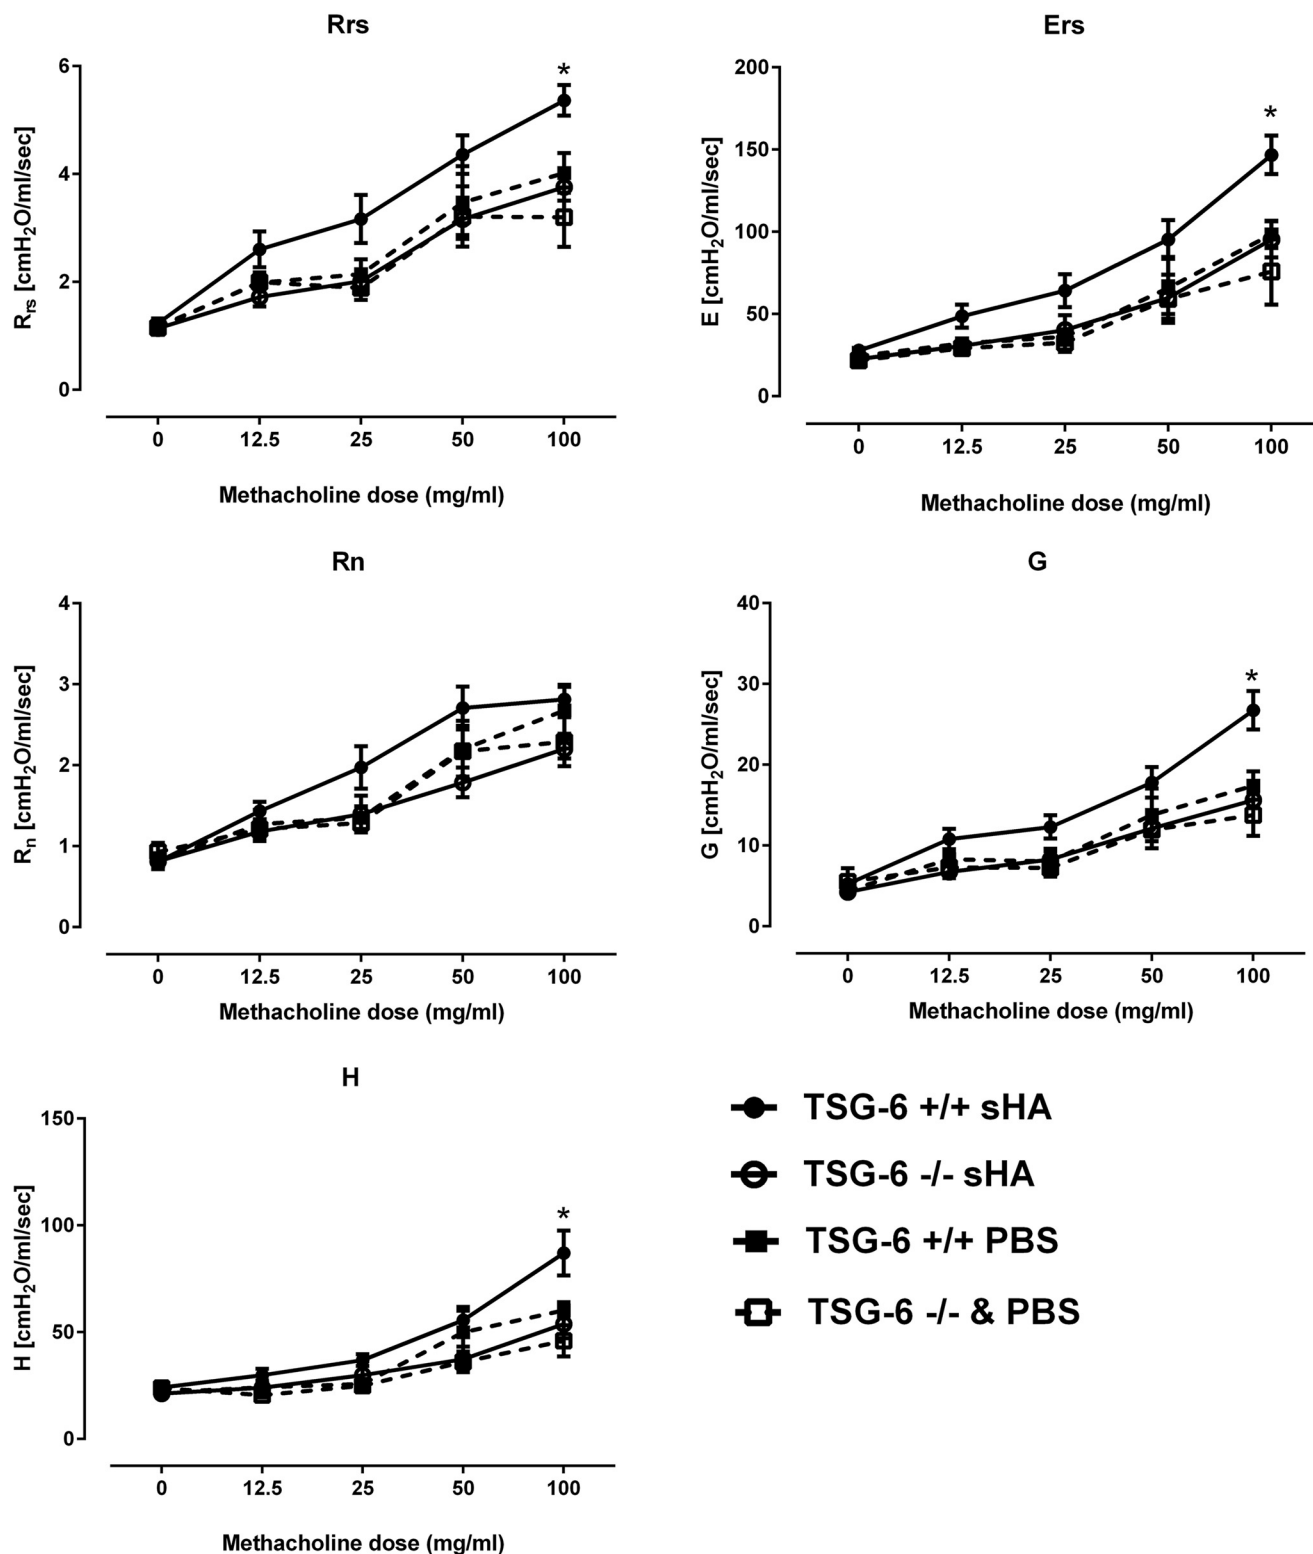 Rrs
Rrs [cmH2O/ml/sec]
6
4
2
0
*
0 12.5 25 50 100
Methacholine dose (mg/ml)
Ers
E [cmH2O/ml/sec]
200
150
100
50
0
*
0 12.5 25 50 100
Methacholine dose (mg/ml)
Rn
Rn [cmH2O/ml/sec]
4
3
2
1
0
0 12.5 25 50 100
Methacholine dose (mg/ml)
G
G [cmH2O/ml/sec]
40
30
20
10
0
*
0 12.5 25 50 100
Methacholine dose (mg/ml)
H
H [cmH2O/ml/sec]
150
100
50
0
*
0 12.5 25 50 100
Methacholine dose (mg/ml)
TSG-6 +/+ sHA
TSG-6 -/- sHA
TSG-6 +/+ PBS
TSG-6 -/- & PBS